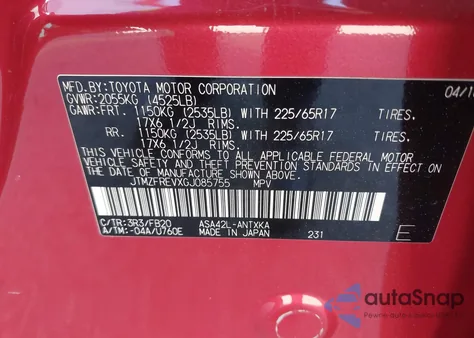 MFD.BY:TOYOTA MOTOR CORPORATION 04/16
GVWR:2055KG (4525LB)
GAWR:FRT. 1150KG (2535LB) WITH 225/65R17 TIRES.
17X6 1/2J RIMS.
RR. 1150KG (2535LB) WITH 225/65R17 TIRES.
17X6 1/2J RIMS.
THIS VEHICLE CONFORMS TO ALL APPLICABLE FEDERAL MOTOR
VEHICLE SAFETY AND THEFT PREVENTION STANDARDS IN EFFECT ON
THE DATE OF MANUFACTURE SHOWN ABOVE.
JTMZFREVXGJ085755 MPV
C/TR:3R3/FB20 ASA42L-ANTXKA
A/TM:-04A/U760E MADE IN JAPAN 231 E
autoSnap